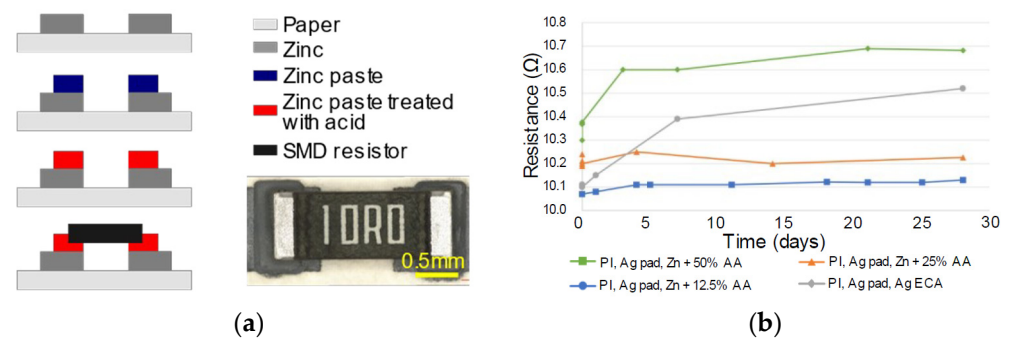 Paper
Zinc
Zinc paste
Zinc paste treated
with acid
SMD resistor
10R0
0.5mm
(a)
Resistance (Ω)
10.8
10.7
10.6
10.5
10.4
10.3
10.2
10.1
10.0
0 5 10 15 20 25 30
Time (days)
PI, Ag pad, Zn + 50% AA
PI, Ag pad, Zn + 25% AA
PI, Ag pad, Zn + 12.5% AA
PI, Ag pad, Ag ECA
(b)